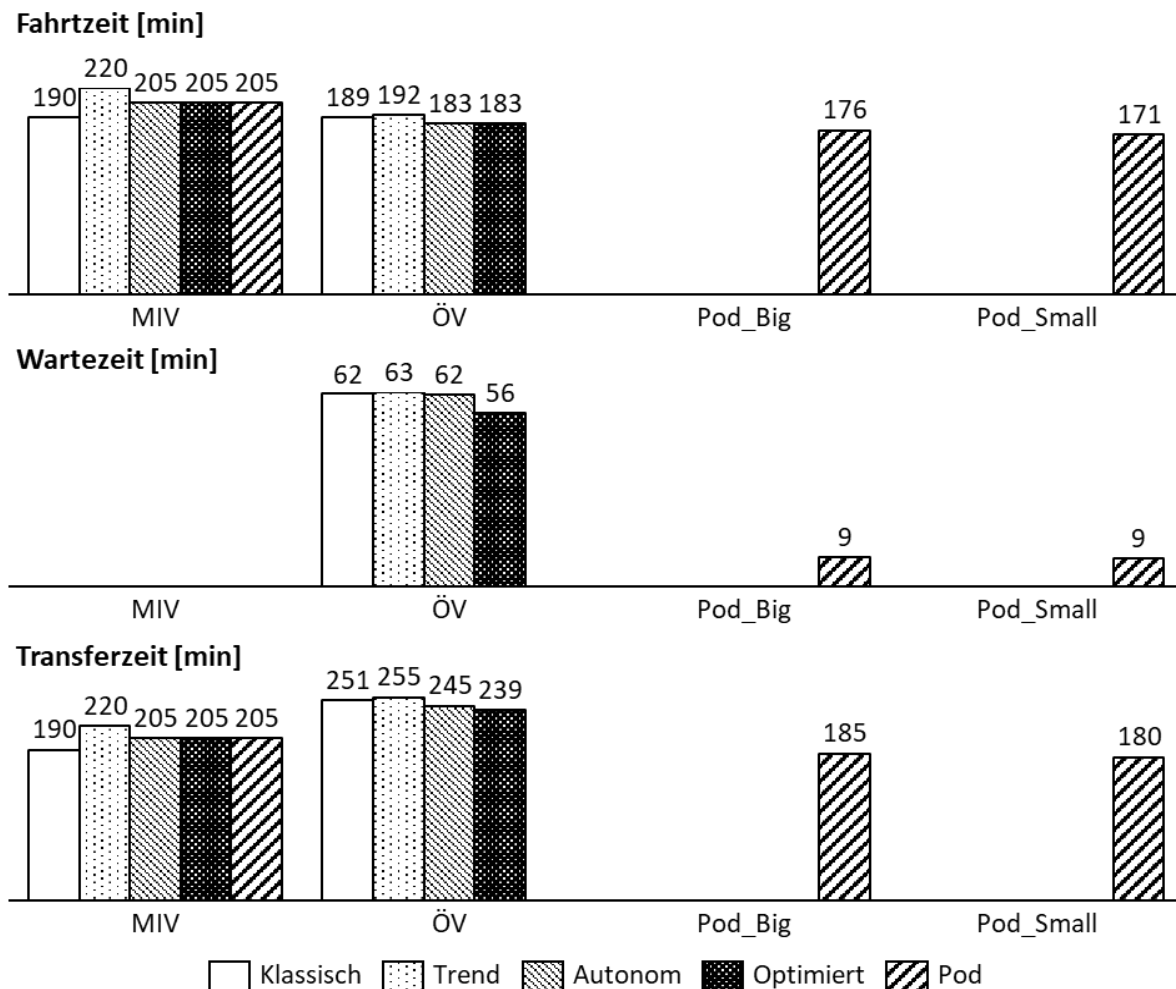 Fahrtzeit [min]
190 220 205 205 205 189 192 183 183 176 171
MIV ÖV Pod_Big Pod_Small
Wartezeit [min]
62 63 62 56 9 9
MIV ÖV Pod_Big Pod_Small
Transferzeit [min]
190 220 205 205 205 251 255 245 239 185 180
MIV ÖV Pod_Big Pod_Small
Klassisch Trend Autonom Optimiert Pod